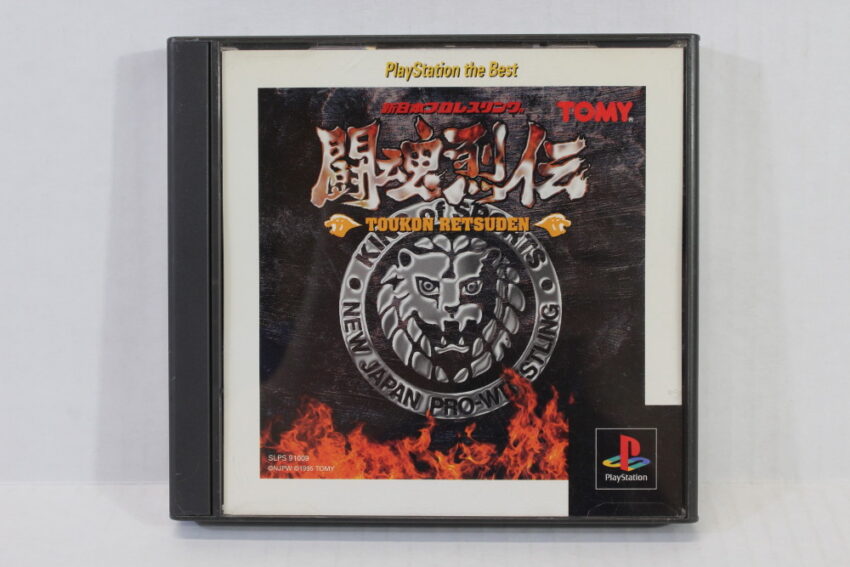 PlayStation the Best
新日本プロレスリング®
TOMY®
闘魂烈伝
TOUKON RETSUDEN
KING of SPORTS
NEW JAPAN PRO-WRESTLING
SLPS 91009
©NJPW ©1995 TOMY
PlayStation